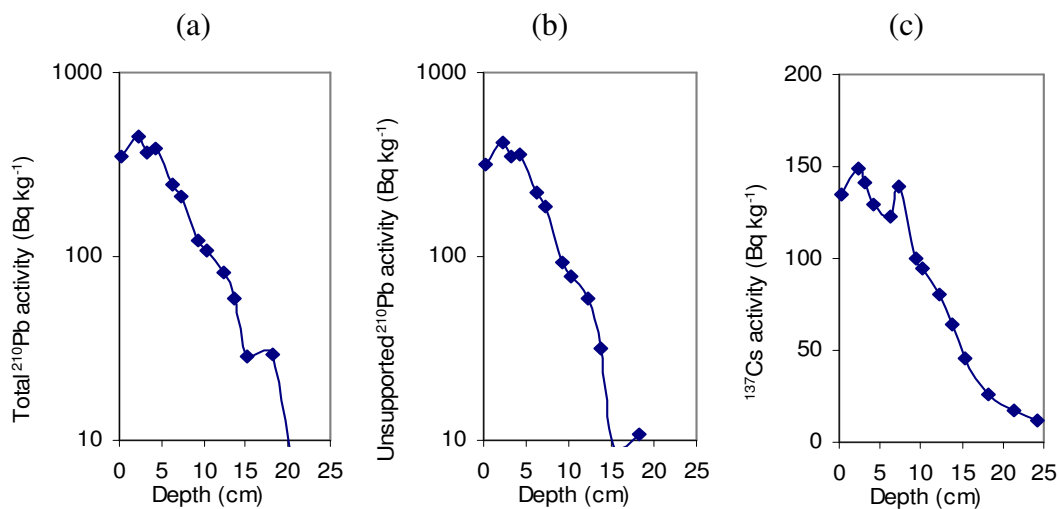 (a)
(b)
(c)
Total ²¹⁰Pb activity (Bq kg⁻¹)
1000
100
10
0 5 10 15 20 25
Depth (cm)
Unsupported ²¹⁰Pb activity (Bq kg⁻¹)
1000
100
10
0 5 10 15 20 25
Depth (cm)
¹³⁷Cs activity (Bq kg⁻¹)
200
150
100
50
0
0 5 10 15 20 25
Depth (cm)